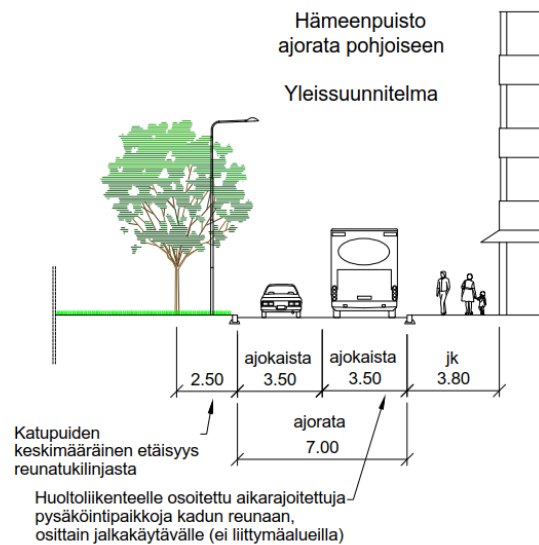 Hämeenpuisto
ajorata pohjoiseen
Yleissuunnitelma
ajokaista
ajokaista
jk
2.50
3.50
3.50
3.80
ajorata
7.00
Katupuiden
keskimääräinen etäisyys
reunatukilinjasta
Huoltoliikenteelle osoitettu aikarajoitettuja
pysäköintipaikkoja kadun reunaan,
osittain jalkakäytävälle (ei liittymäalueilla)